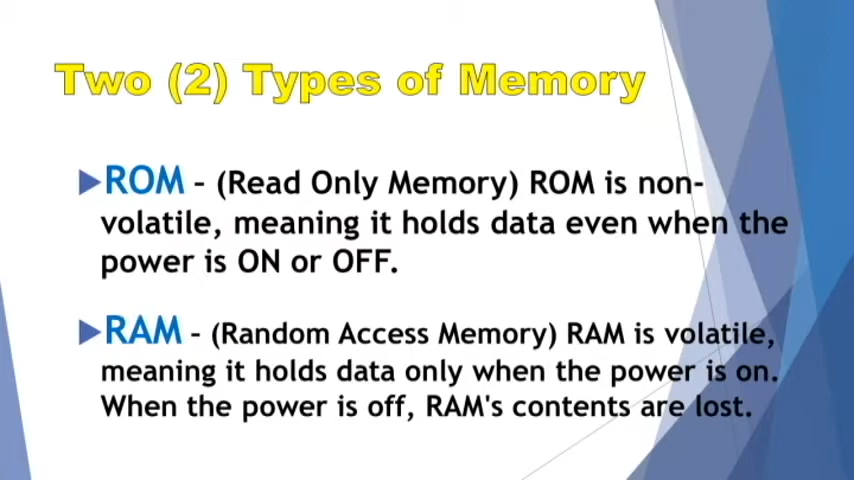 Two (2) Types of Memory
ROM - (Read Only Memory) ROM is non-
volatile, meaning it holds data even when the
power is ON or OFF.
RAM - (Random Access Memory) RAM is volatile,
meaning it holds data only when the power is on.
When the power is off, RAM's contents are lost.